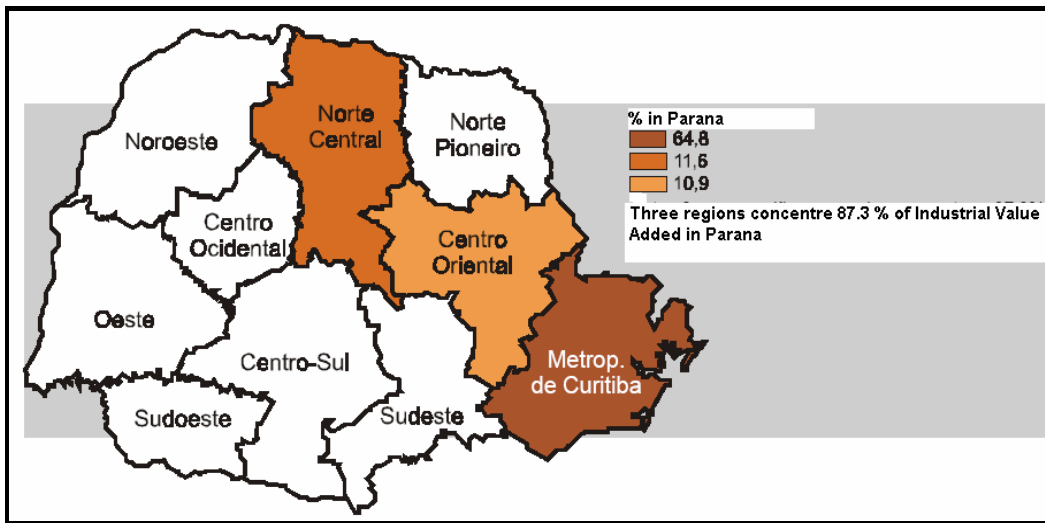 Norte
Central
Norte
Pioneiro
Noroeste
Centro
Ocidental
Centro
Oriental
Oeste
Centro-Sul
Metrop.
de Curitiba
Sudoeste
Sudeste
% in Parana
64,8
11,6
10,9
Three regions concentre 87.3 % of Industrial Value
Added in Parana